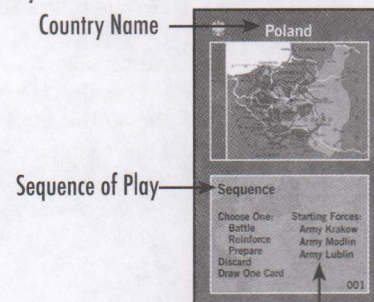 Country Name
Poland
Sequence of Play
Sequence
Choose One:
Battle
Reinforce
Prepare
Discard
Draw One Card
Starting Forces:
Army Krakow
Army Modlin
Army Lublin
001